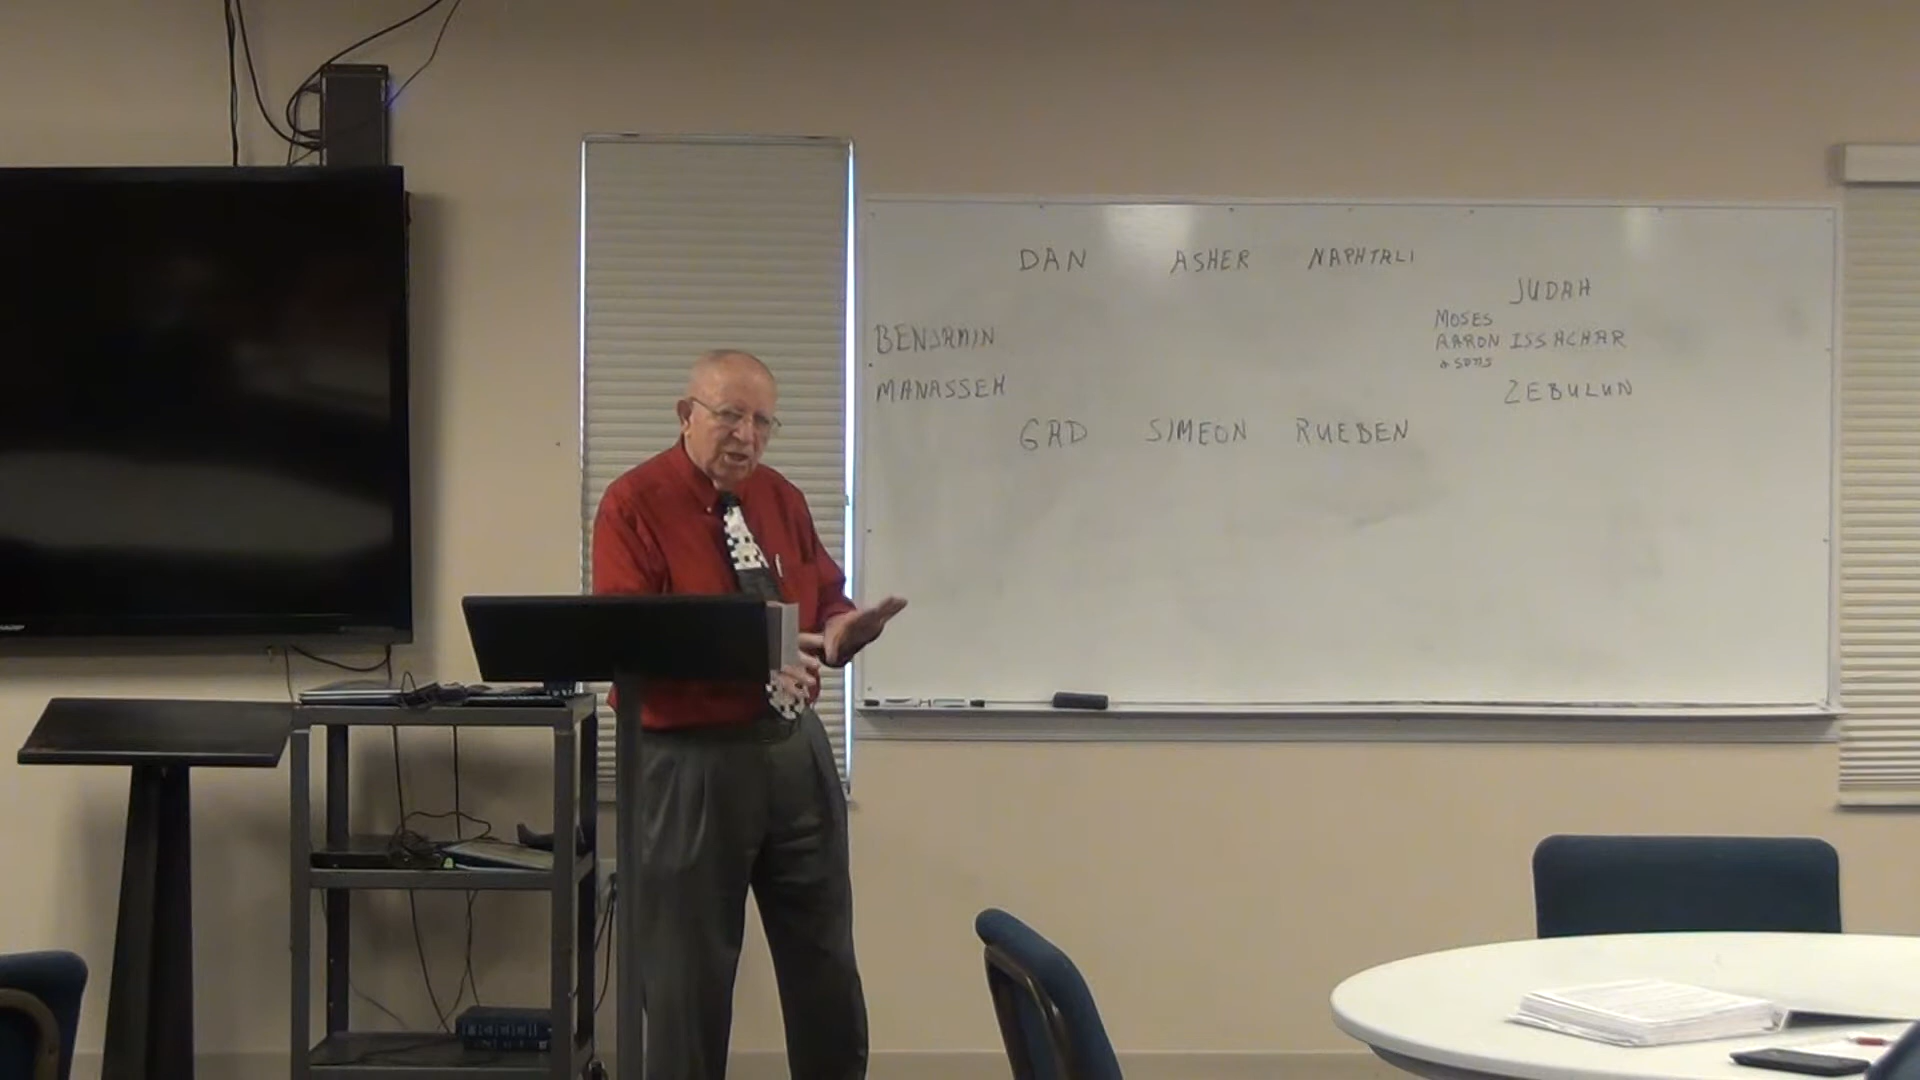 DAN ASHER NAPHTALI
JUDAH
MOSES
BENJAMIN
AARON ISSACHAR
& SONS
MANASSEH
ZEBULUN
GAD SIMEON RUEBEN